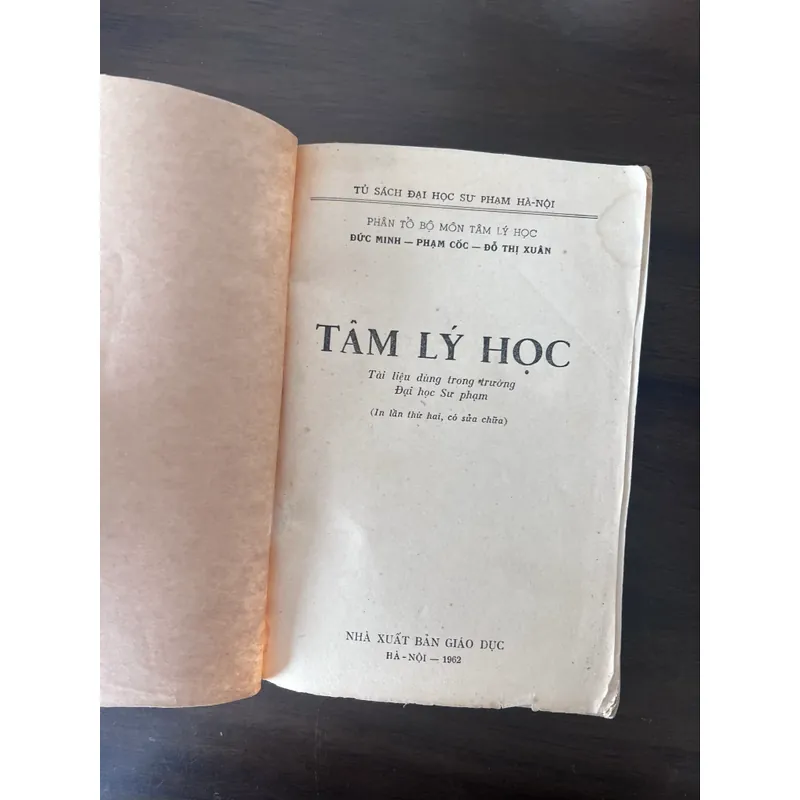 TỦ SÁCH ĐẠI HỌC SƯ PHẠM HÀ-NỘI
PHÂN TỔ BỘ MÔN TÂM LÝ HỌC
ĐỨC MINH — PHẠM CỐC — ĐỖ THỊ XUÂN
TÂM LÝ HỌC
Tài liệu dùng trong trường
Đại học Sư phạm
(In lần thứ hai, có sửa chữa)
NHÀ XUẤT BẢN GIÁO DỤC
HÀ-NỘI — 1962